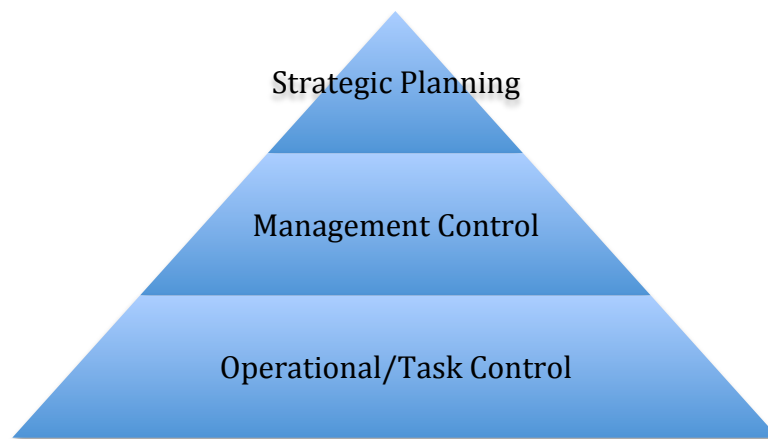 Strategic Planning
Management Control
Operational/Task Control